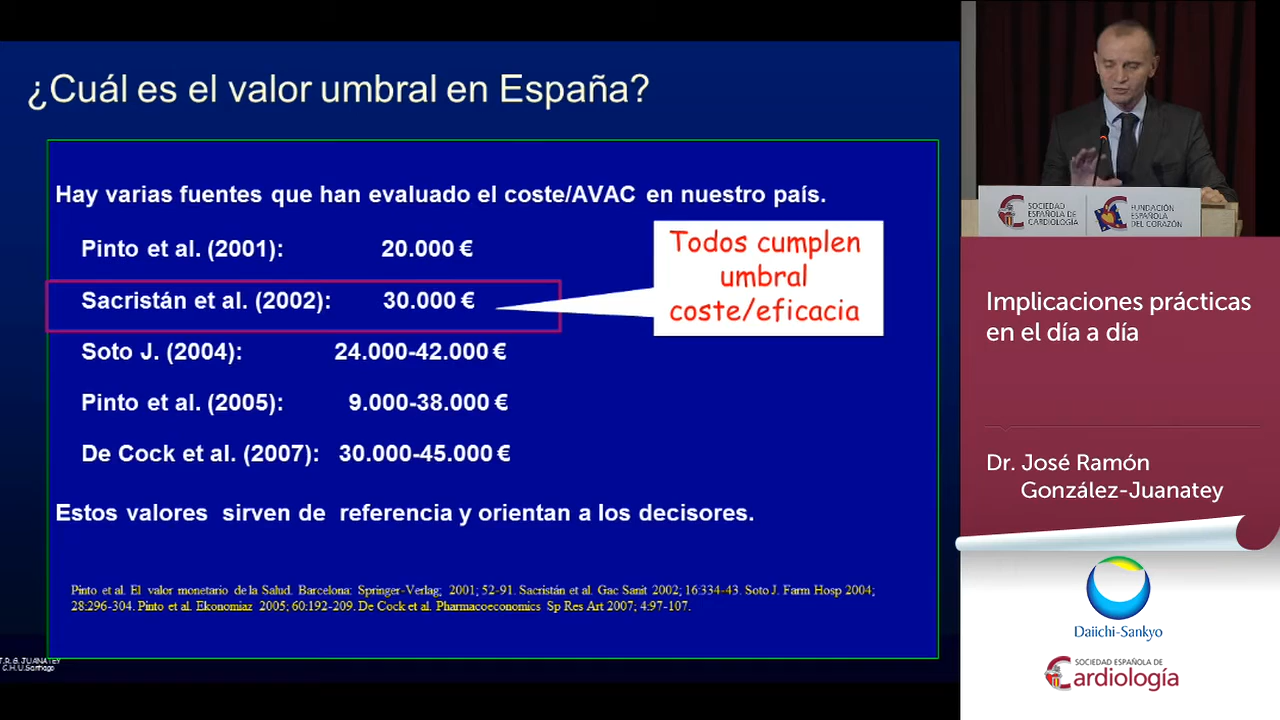 ¿Cuál es el valor umbral en España?
Hay varias fuentes que han evaluado el coste/AVAC en nuestro país.
Pinto et al. (2001): 20.000 €
Sacristán et al. (2002): 30.000 €
Soto J. (2004): 24.000-42.000 €
Pinto et al. (2005): 9.000-38.000 €
De Cock et al. (2007): 30.000-45.000 €
Todos cumplen
umbral
coste/eficacia
Estos valores sirven de referencia y orientan a los decisores.
Pinto et al. El valor monetario de la Salud. Barcelona: Springer-Verlag; 2001; 52-91. Sacristán et al. Gac Sanit 2002; 16:334-43. Soto J. Farm Hosp 2004;
28:296-304. Pinto et al. Ekonomiaz 2005; 60:192-209. De Cock et al. Pharmacoeconomics Sp Res Art 2007; 4:97-107.
JUANATEY
C.H.U.Santiago
SOCIEDAD
ESPAÑOLA DE
CARDIOLOGÍA
FUNDACIÓN
ESPAÑOLA
DEL CORAZÓN
Implicaciones prácticas
en el día a día
Dr. José Ramón
González-Juanatey
Daiichi-Sankyo
SOCIEDAD ESPAÑOLA DE
Cardiología